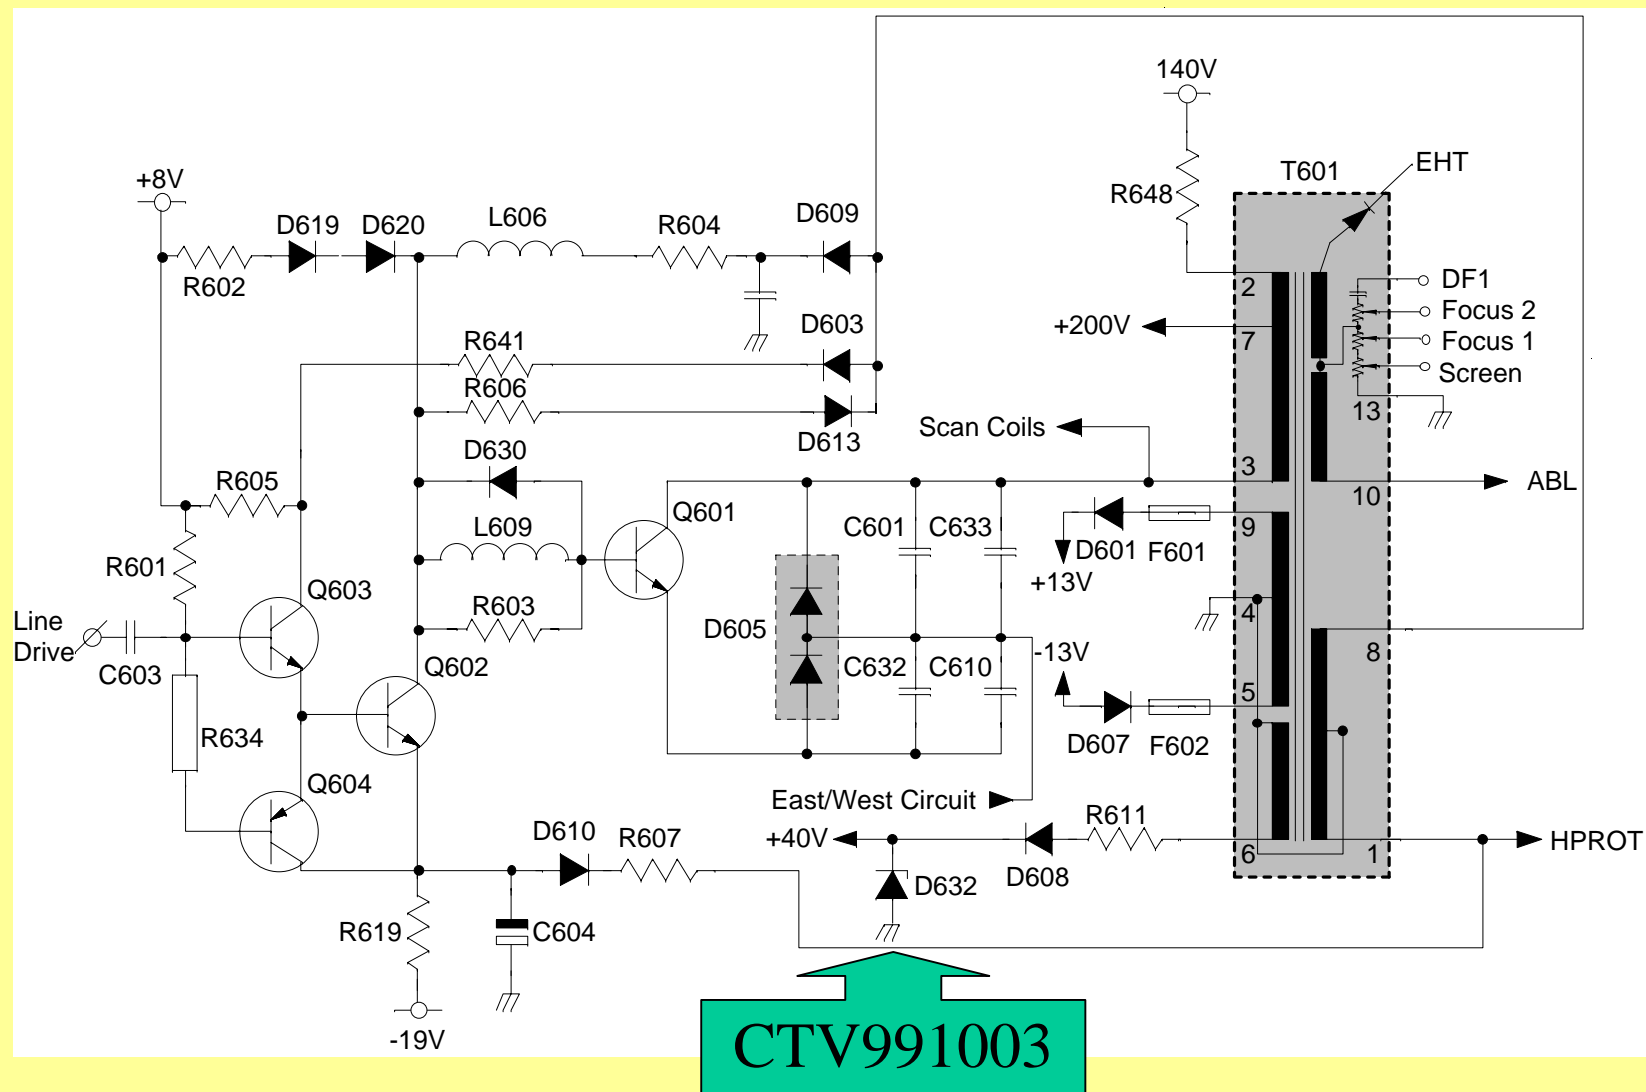 140V
T601
EHT
+8V
R648
D619
D620
L606
R604
D609
R602
2
DF1
Focus 2
+200V
7
Focus 1
R641
D603
Screen
R606
13
D613
Scan Coils
D630
3
R605
10
ABL
Q601
C601
C633
9
L609
D601
F601
R601
+13V
Q603
R603
4
Line
Drive
D605
-13V
8
C603
Q602
C632
C610
5
R634
D607
F602
Q604
East/West Circuit
R611
D610
R607
+40V
HPROT
6
1
D608
D632
R619
C604
-19V
CTV991003